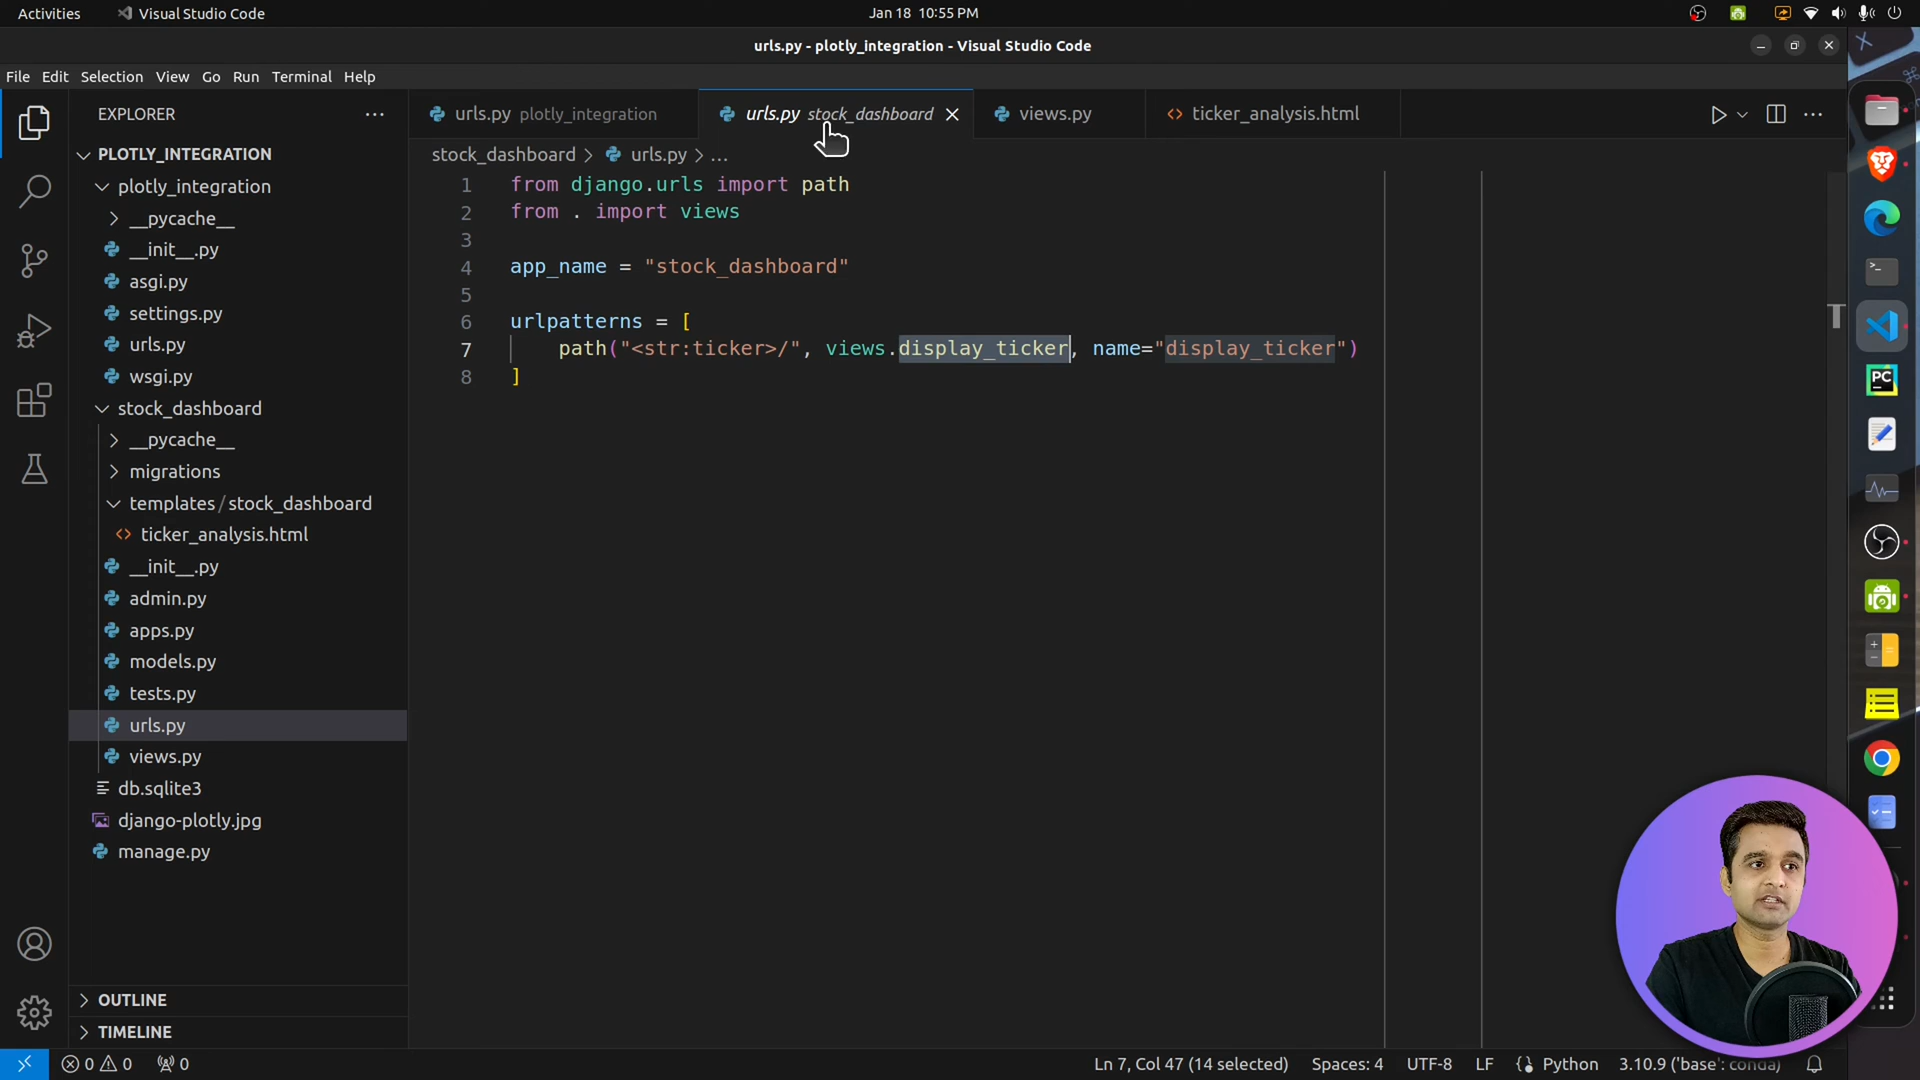 Activities Visual Studio Code Jan 18 10:55 PM
urls.py - plotly_integration - Visual Studio Code
File Edit Selection View Go Run Terminal Help
EXPLORER
urls.py plotly_integration urls.py stock_dashboard views.py ticker_analysis.html
PLOTLY_INTEGRATION
stock_dashboard > urls.py > ...
plotly_integration
__pycache__
__init__.py
asgi.py
settings.py
urls.py
wsgi.py
stock_dashboard
__pycache__
migrations
templates / stock_dashboard
ticker_analysis.html
__init__.py
admin.py
apps.py
models.py
tests.py
urls.py
views.py
db.sqlite3
django-plotly.jpg
manage.py
OUTLINE
TIMELINE
1 from django.urls import path
2 from . import views
3
4 app_name = "stock_dashboard"
5
6 urlpatterns = [
7 path("<str:ticker>/", views.display_ticker, name="display_ticker")
8 ]
PC
0 0 0 Ln 7, Col 47 (14 selected) Spaces: 4 UTF-8 LF Python 3.10.9 ('base': conda)